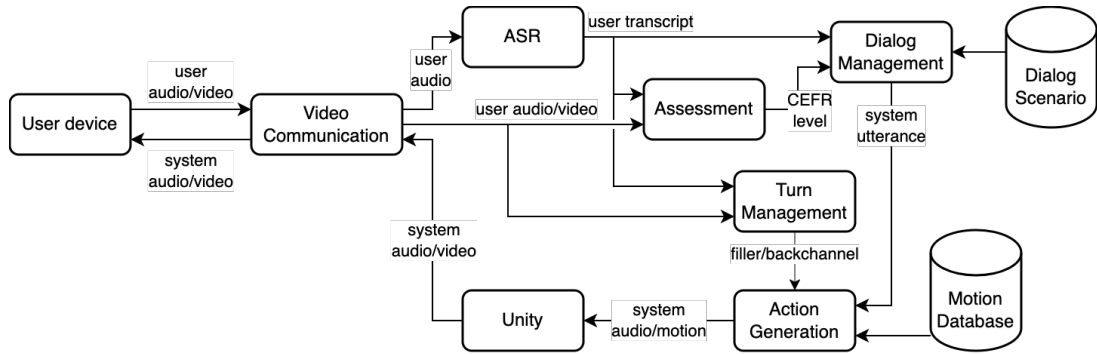 user transcript
ASR
Dialog
Management
user
audio
user
audio/video
Dialog
Scenario
User device
Video
Communication
user audio/video
Assessment
CEFR
level
system
utterance
system
audio/video
Turn
Management
system
audio/video
filler/backchannel
Unity
system
audio/motion
Action
Generation
Motion
Database